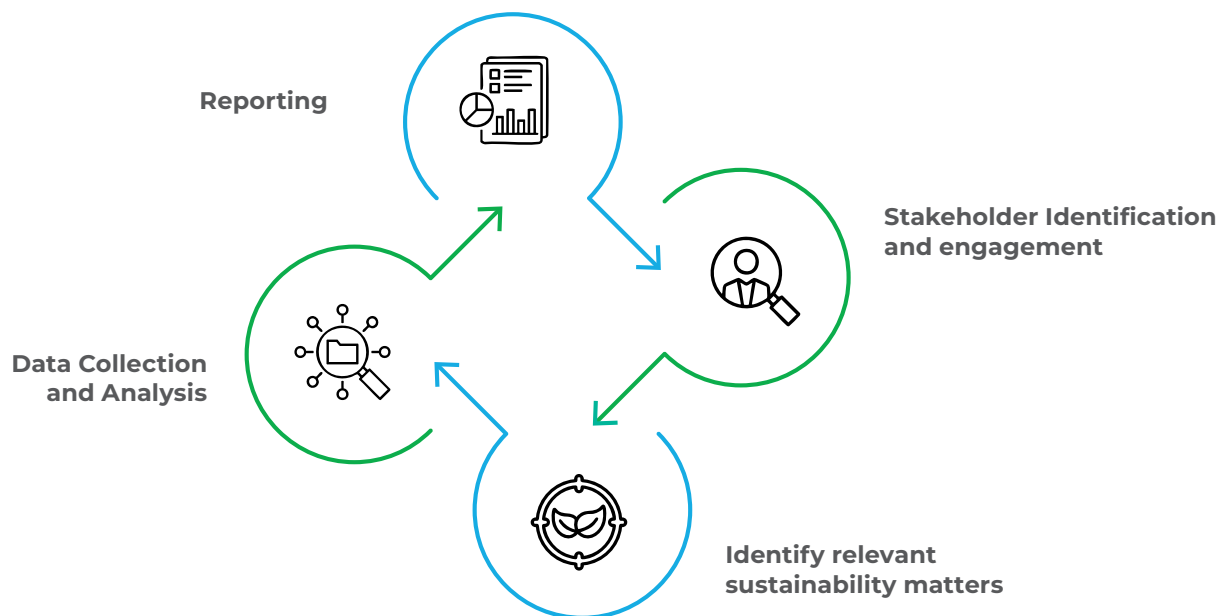 Reporting
Stakeholder Identification
and engagement
Data Collection
and Analysis
Identify relevant
sustainability matters